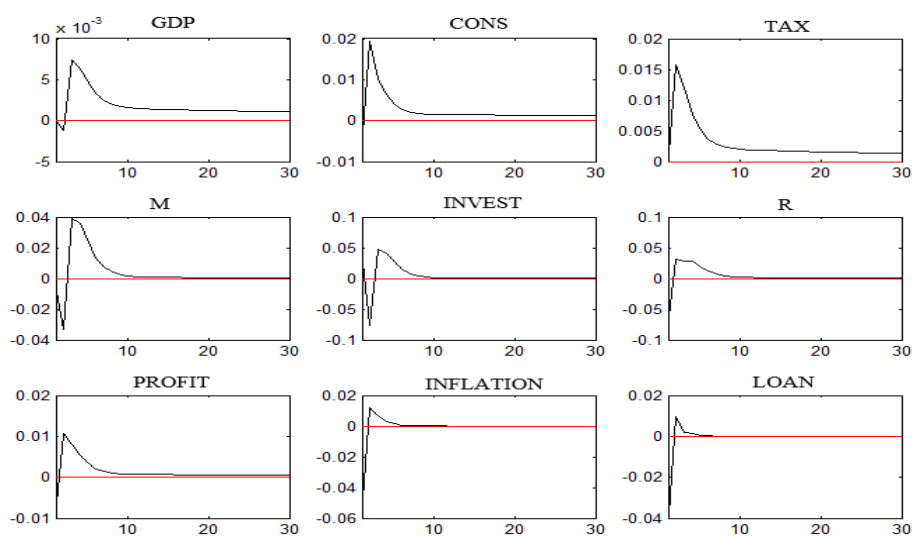 GDP CONS TAX
× 10⁻³
10 0.02 0.02
5 0.01 0.015
0 0 0.01
-5 -0.01 0.005
0
10 20 30 10 20 30 10 20 30
M INVEST R
0.04 0.1 0.1
0.02 0.05 0.05
0 0 0
-0.02 -0.05 -0.05
-0.04 -0.1 -0.1
10 20 30 10 20 30 10 20 30
PROFIT INFLATION LOAN
0.02 0.02 0.02
0.01 0 0
0 -0.02 -0.02
-0.01 -0.04 -0.04
-0.06
10 20 30 10 20 30 10 20 30